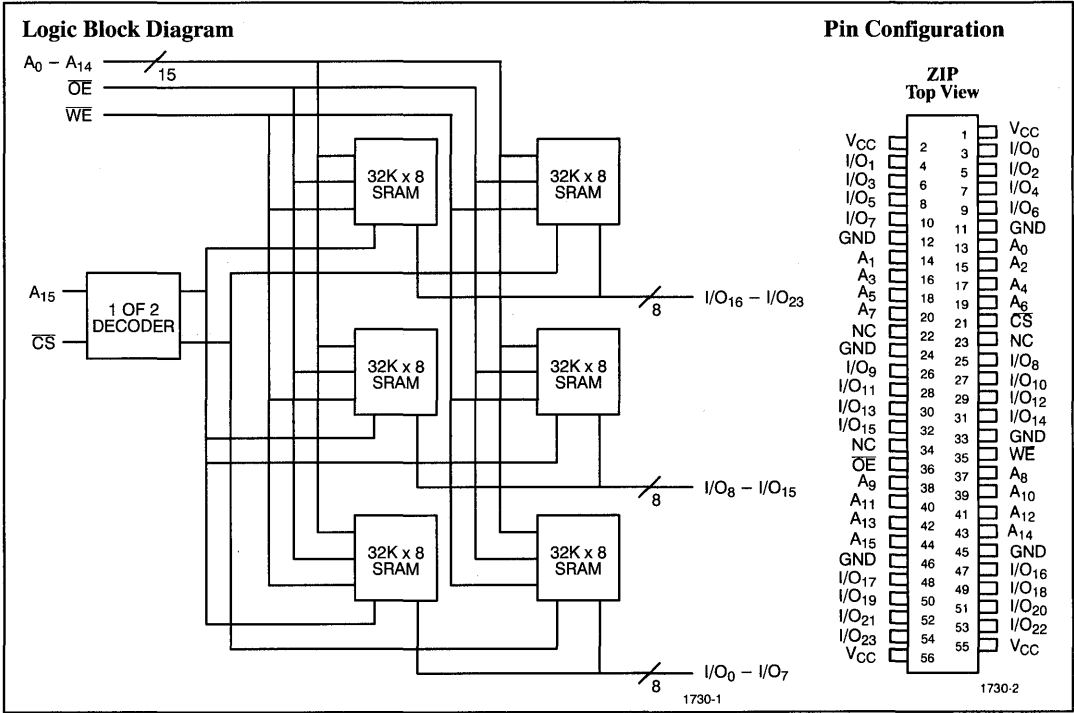 Logic Block Diagram
A0 – A14
15
OE
WE
32K x 8
SRAM
32K x 8
SRAM
A15
CS
1 OF 2
DECODER
8
I/O16 – I/O23
32K x 8
SRAM
32K x 8
SRAM
8
I/O8 – I/O15
32K x 8
SRAM
32K x 8
SRAM
8
I/O0 – I/O7
1730-1
Pin Configuration
ZIP
Top View
1 VCC
VCC 2
3 I/O0
I/O1 4
5 I/O2
I/O3 6
7 I/O4
I/O5 8
9 I/O6
I/O7 10
11 GND
GND 12
13 A0
A1 14
15 A2
A3 16
17 A4
A5 18
19 A6
A7 20
21 CS
NC 22
23 NC
GND 24
25 I/O8
I/O9 26
27 I/O10
I/O11 28
29 I/O12
I/O13 30
31 I/O14
I/O15 32
33 GND
NC 34
35 WE
OE 36
37 A8
A9 38
39 A10
A11 40
41 A12
A13 42
43 A14
A15 44
45 GND
GND 46
47 I/O16
I/O17 48
49 I/O18
I/O19 50
51 I/O20
I/O21 52
53 I/O22
I/O23 54
55 VCC
VCC 56
1730-2